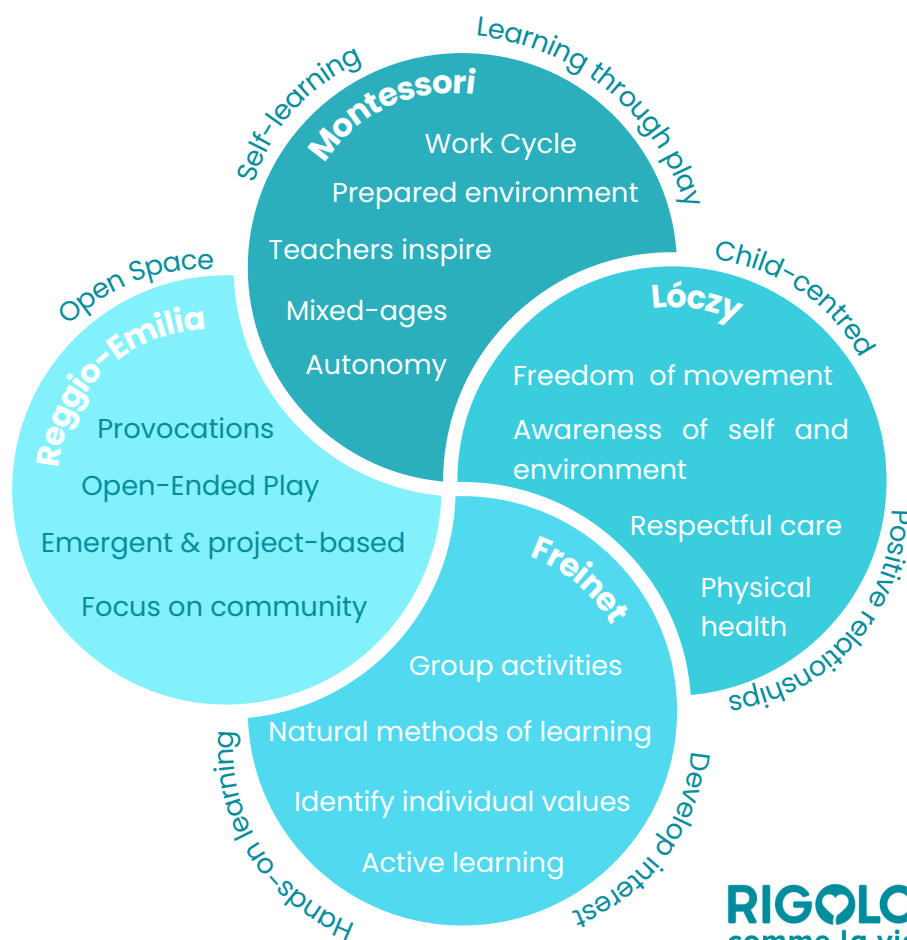 Learning through play
Self-learning
Montessori
Work Cycle
Prepared environment
Teachers inspire
Mixed-ages
Autonomy
Child-centred
Lóczy
Freedom of movement
Awareness of self and
environment
Respectful care
Physical
health
Positive relationships
Open Space
Reggio-Emilia
Provocations
Open-Ended Play
Emergent & project-based
Focus on community
Freinet
Group activities
Natural methods of learning
Identify individual values
Active learning
Hands-on learning
Develop interest
RIGOLO
comme la vie